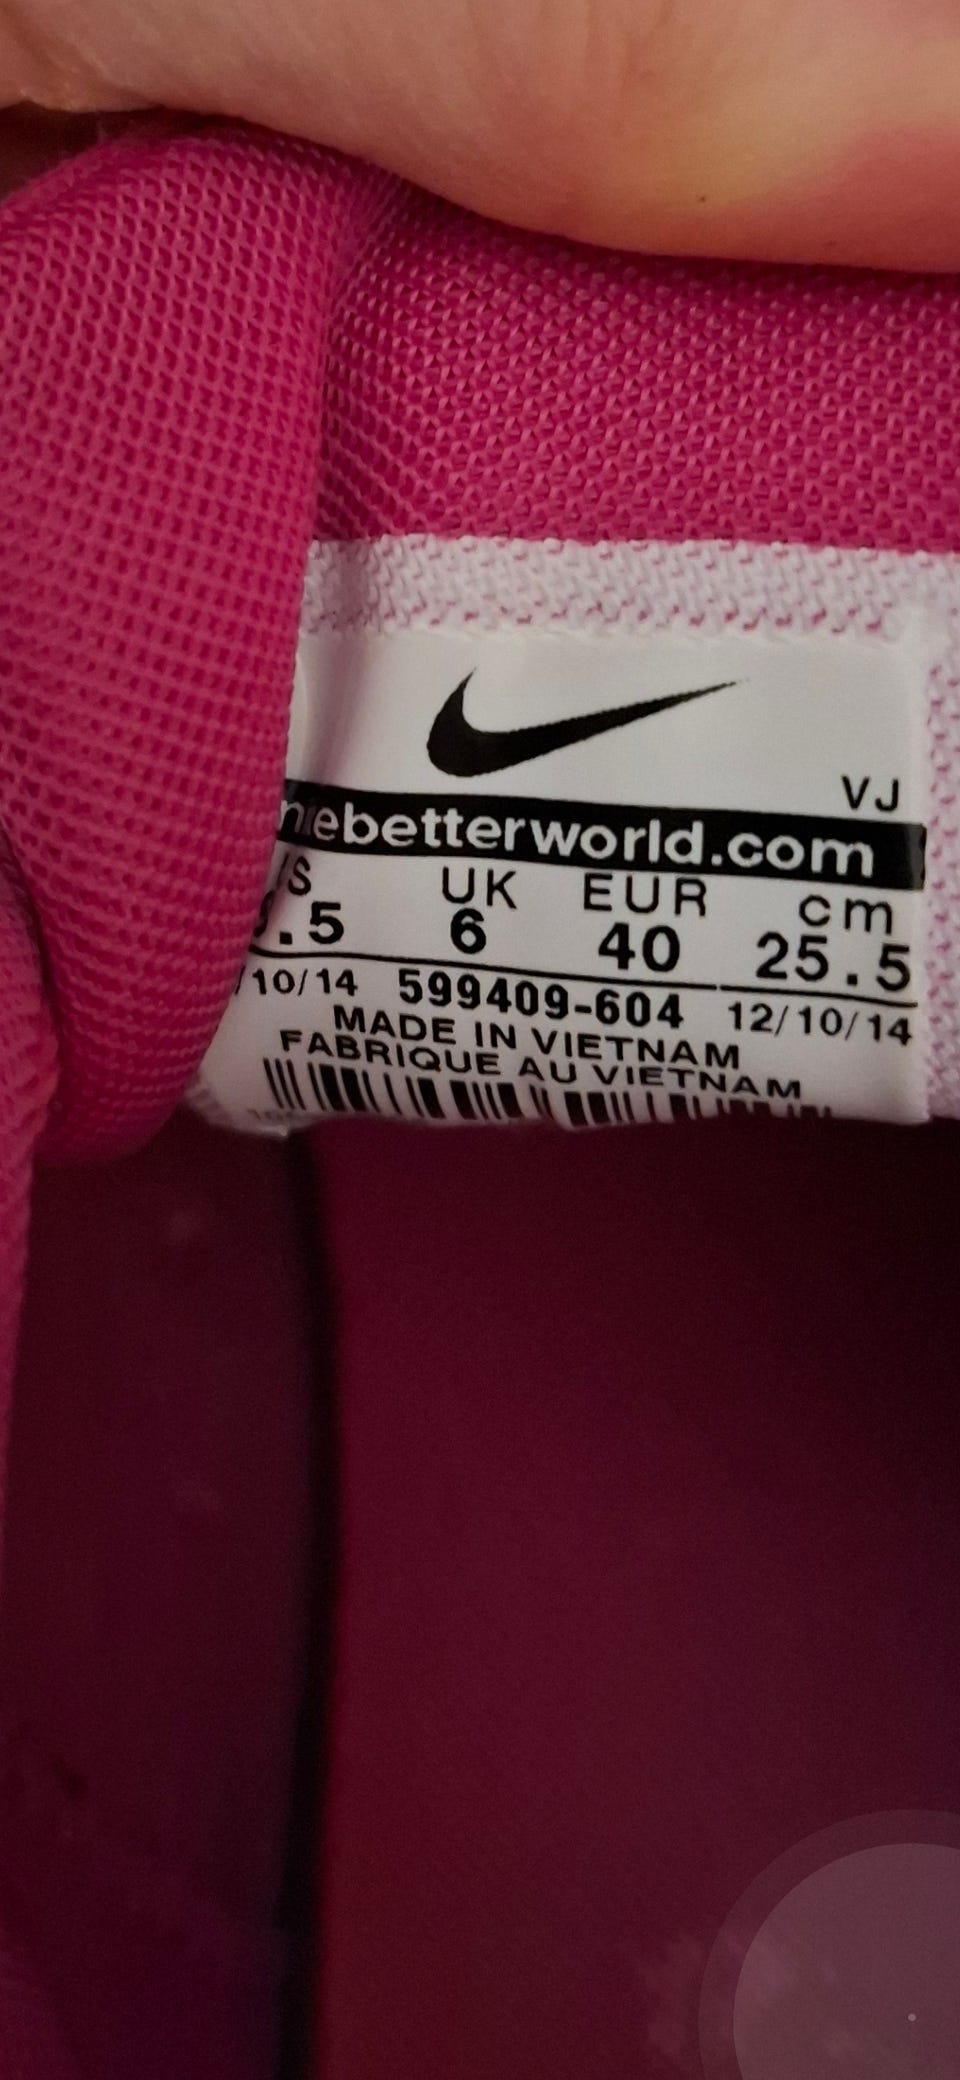 VJ
betterworld.com
UK EUR cm
.5 6 40 25.5
/10/14 599409-604 12/10/14
MADE IN VIETNAM
FABRIQUE AU VIETNAM